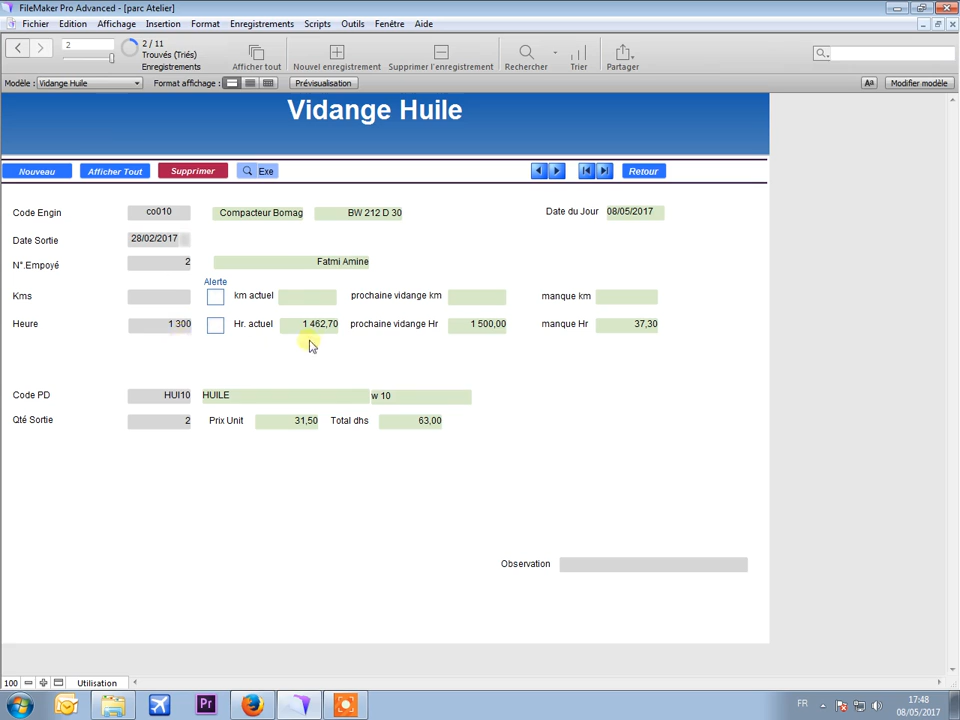 FileMaker Pro Advanced - [parc Atelier]
Fichier Edition Affichage Insertion Format Enregistrements Scripts Outils Fenêtre Aide
2
2 / 11
Trouvés (Triés)
Enregistrements
Afficher tout
Nouvel enregistrement
Supprimer l'enregistrement
Rechercher
Trier
Partager
Modèle : Vidange Huile
Format affichage :
Prévisualisation
Aa
Modifier modèle
Vidange Huile
Nouveau
Afficher Tout
Supprimer
Exe
Retour
Code Engin co010 Compacteur Bomag BW 212 D 30 Date du Jour 08/05/2017
Date Sortie 28/02/2017
N°.Employé 2 Fatmi Amine
Alerte
Kms km actuel prochaine vidange km manque km
Heure 1 300 Hr. actuel 1 462,70 prochaine vidange Hr 1 500,00 manque Hr 37,30
Code PD HUI10 HUILE w 10
Qté Sortie 2 Prix Unit 31,50 Total dhs 63,00
Observation
100 Utilisation
Pr
FR
17:48
08/05/2017